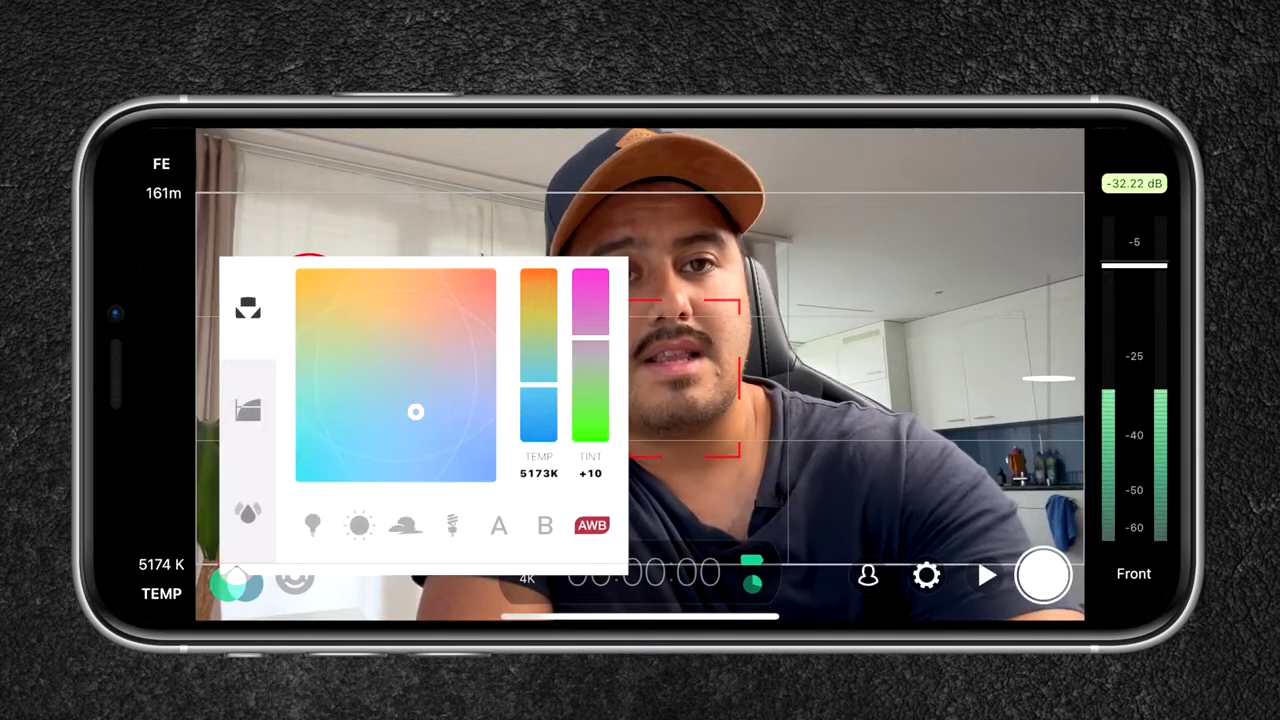 FE
161m
-32.22 dB
-5
-25
-40
-50
-60
Front
TEMP
5173K
TINT
+10
A
B
AWB
5174 K
TEMP
4K
00:00:00